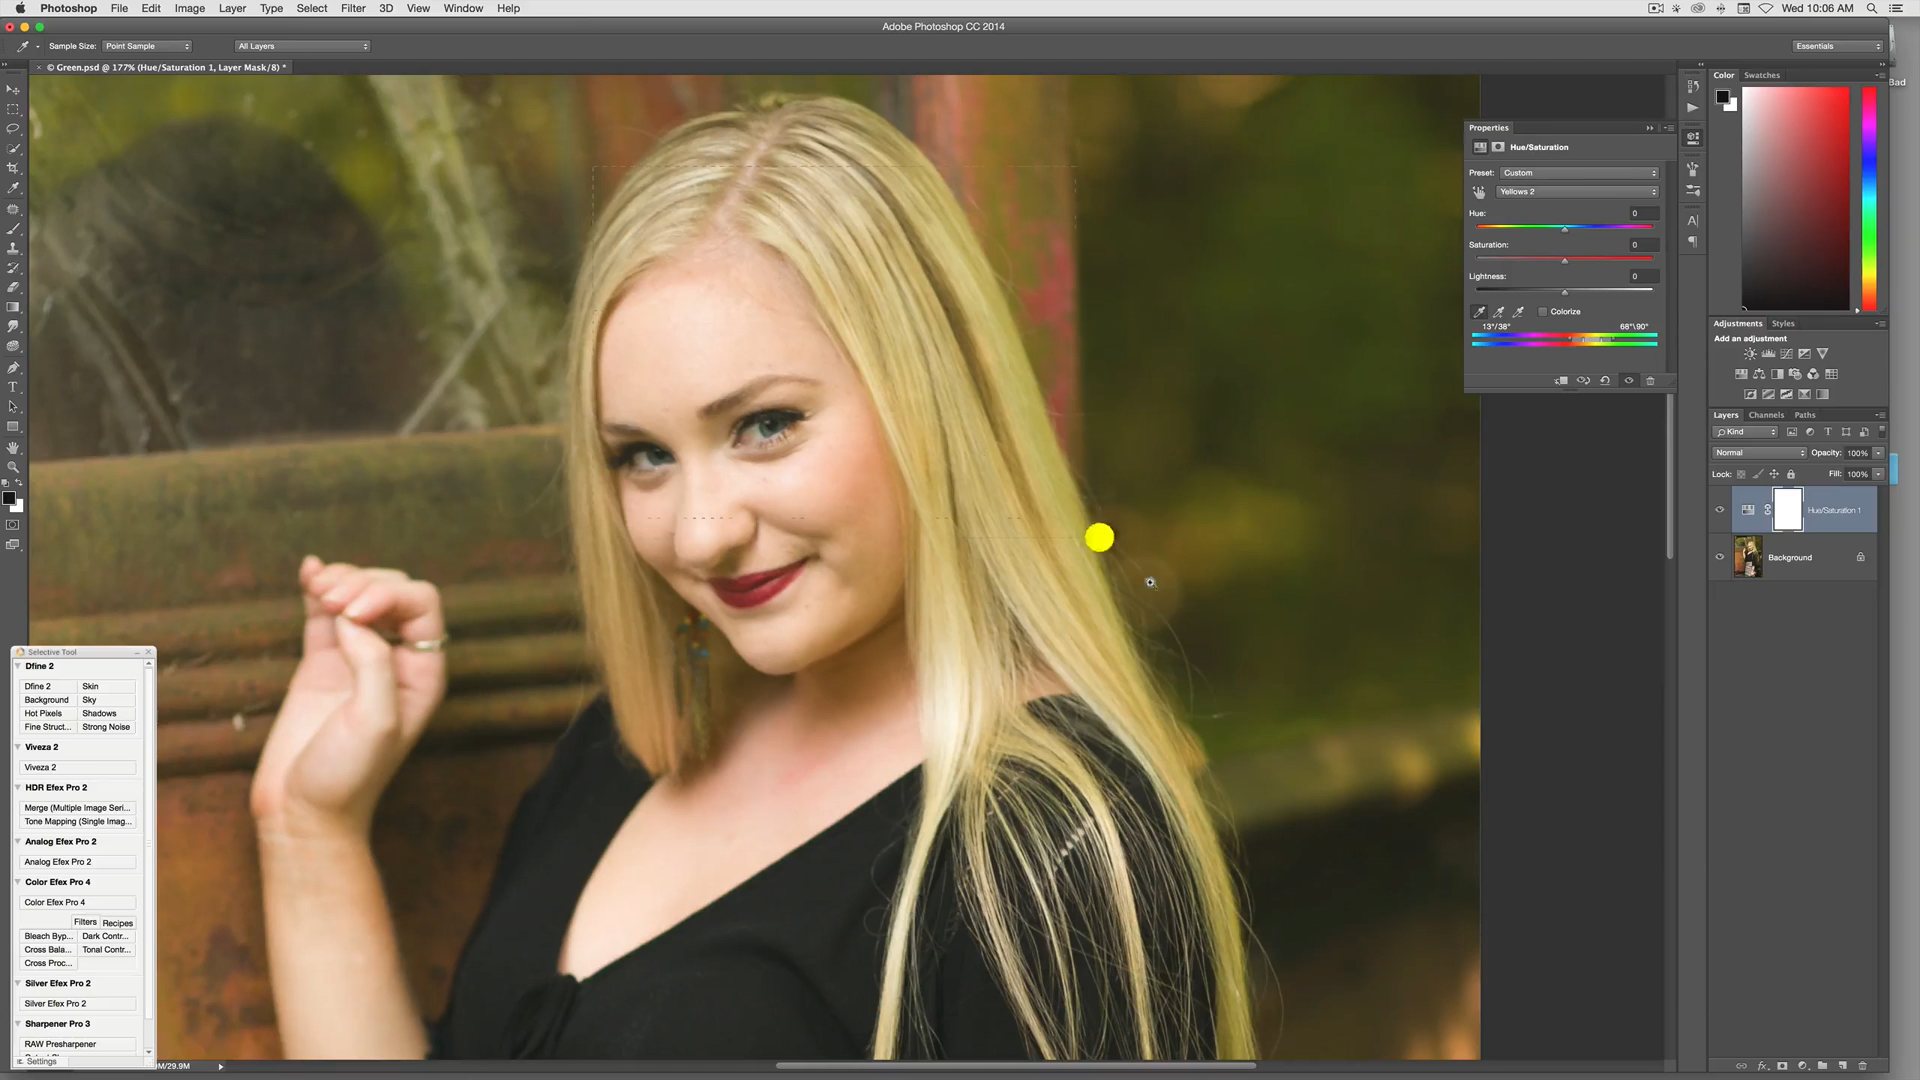 Photoshop File Edit Image Layer Type Select Filter 3D View Window Help
Wed 10:06 AM
Adobe Photoshop CC 2014
Sample Size: Point Sample All Layers
Essentials
× © Green.psd @ 177% (Hue/Saturation 1, Layer Mask/8) *
Color Swatches
Bad
Properties
Hue/Saturation
Preset: Custom
Yellows 2
Hue: 0
Saturation: 0
Lightness: 0
Colorize
13°/38° 68°\90°
Adjustments Styles
Add an adjustment
Layers Channels Paths
Kind
Normal Opacity: 100%
Lock: Fill: 100%
Hue/Saturation 1
Background
Selective Tool
Dfine 2
Dfine 2 Skin
Background Sky
Hot Pixels Shadows
Fine Struct... Strong Noise
Viveza 2
Viveza 2
HDR Efex Pro 2
Merge (Multiple Image Seri...
Tone Mapping (Single Imag...
Analog Efex Pro 2
Analog Efex Pro 2
Color Efex Pro 4
Color Efex Pro 4
Filters Recipes
Bleach Byp... Dark Contr...
Cross Bala... Tonal Contr...
Cross Proc...
Silver Efex Pro 2
Silver Efex Pro 2
Sharpener Pro 3
RAW Presharpener
Settings
M/29.9M